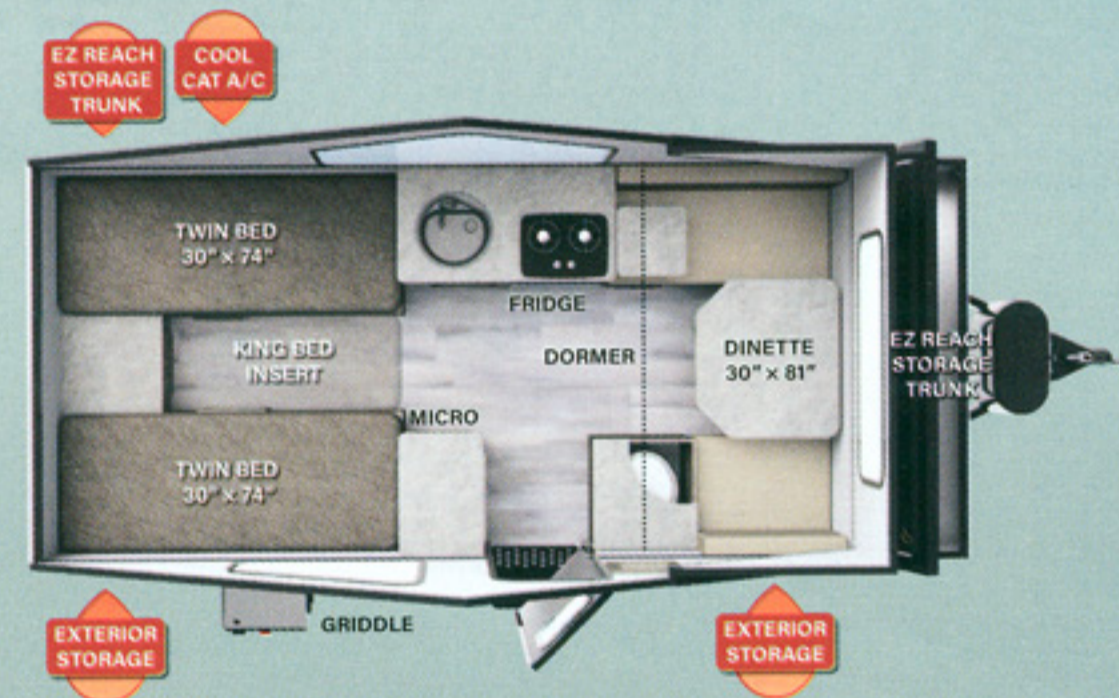 EZ REACH
STORAGE
TRUNK
COOL
CAT A/C
TWIN BED
30" x 74"
FRIDGE
KING BED
INSERT
DORMER
DINETTE
30" x 81"
EZ REACH
STORAGE
TRUNK
MICRO
TWIN BED
30" x 74"
GRIDDLE
EXTERIOR
STORAGE
EXTERIOR
STORAGE